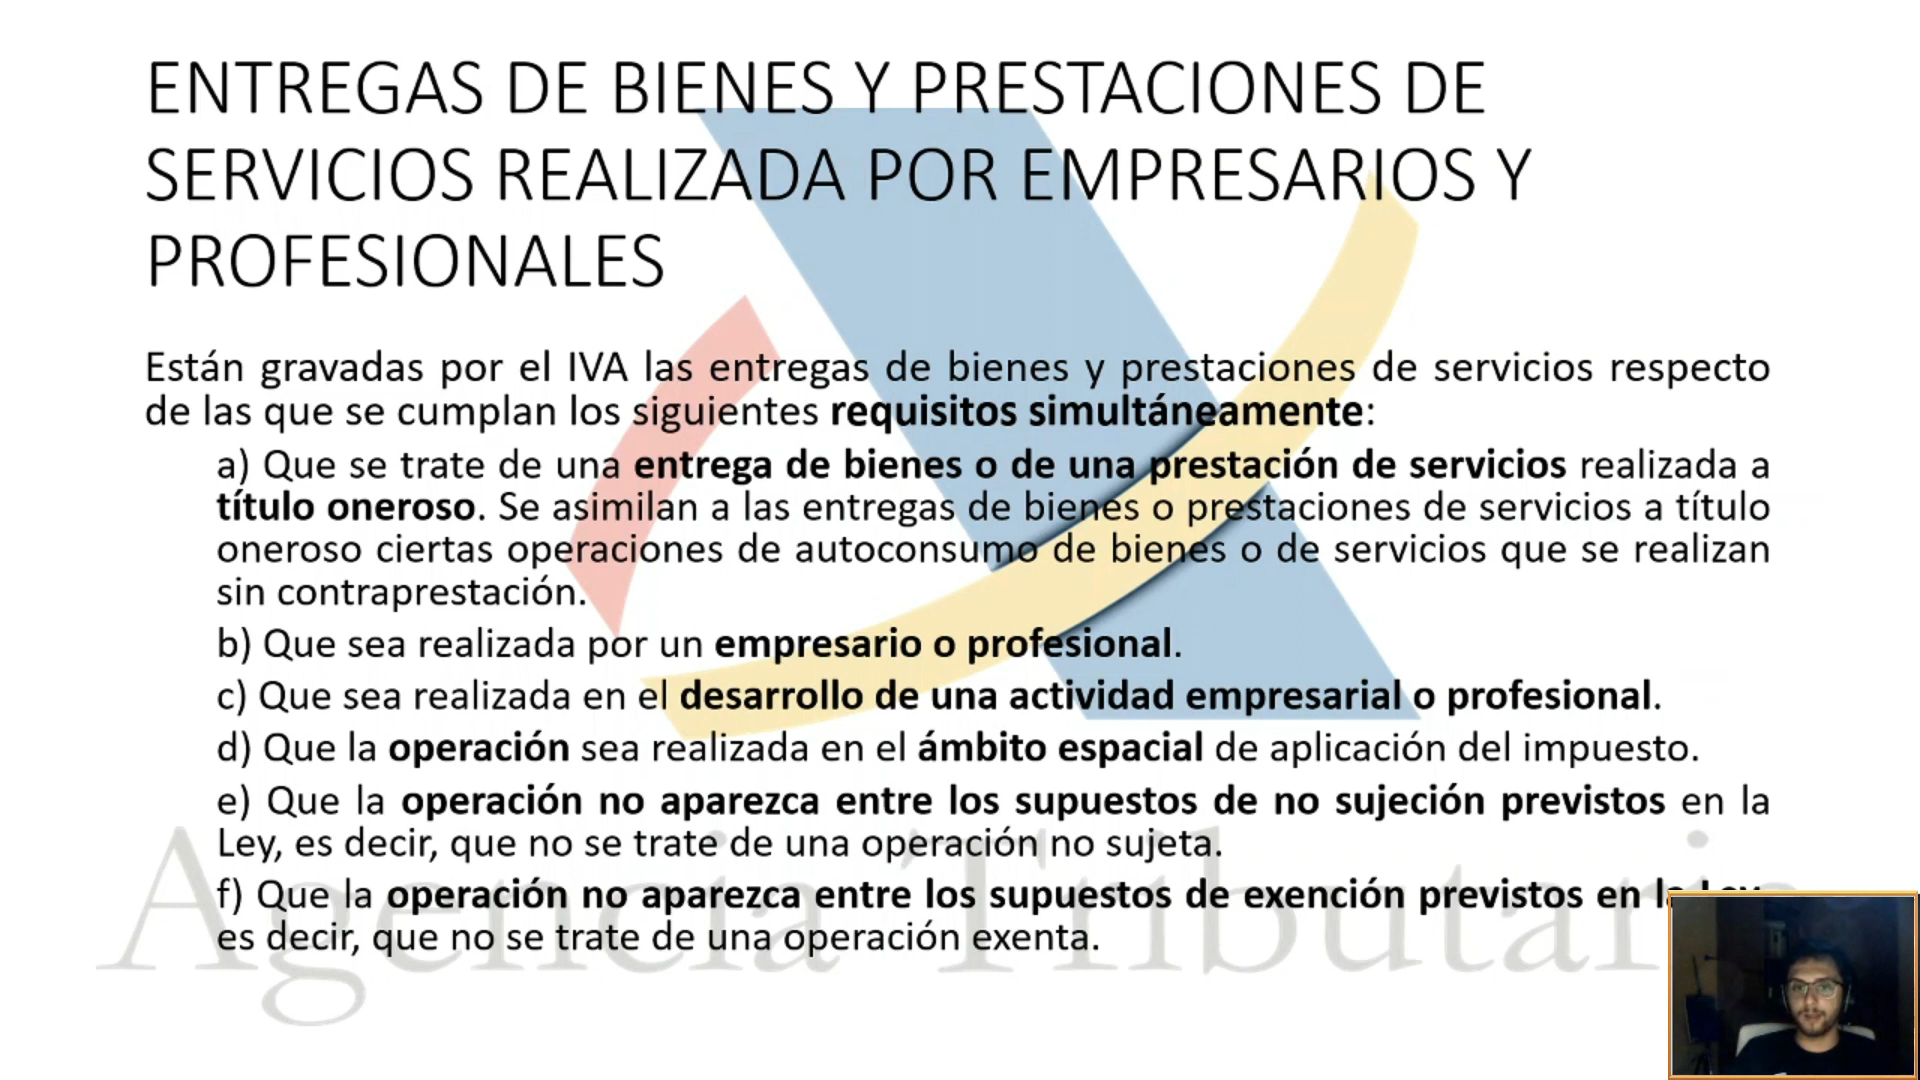 ENTREGAS DE BIENES Y PRESTACIONES DE
SERVICIOS REALIZADA POR EMPRESARIOS Y
PROFESIONALES
Están gravadas por el IVA las entregas de bienes y prestaciones de servicios respecto
de las que se cumplan los siguientes requisitos simultáneamente:
a) Que se trate de una entrega de bienes o de una prestación de servicios realizada a
título oneroso. Se asimilan a las entregas de bienes o prestaciones de servicios a título
oneroso ciertas operaciones de autoconsumo de bienes o de servicios que se realizan
sin contraprestación.
b) Que sea realizada por un empresario o profesional.
c) Que sea realizada en el desarrollo de una actividad empresarial o profesional.
d) Que la operación sea realizada en el ámbito espacial de aplicación del impuesto.
e) Que la operación no aparezca entre los supuestos de no sujeción previstos en la
Ley, es decir, que no se trate de una operación no sujeta.
f) Que la operación no aparezca entre los supuestos de exención previstos en la Ley,
es decir, que no se trate de una operación exenta.
Agencia Tributaria